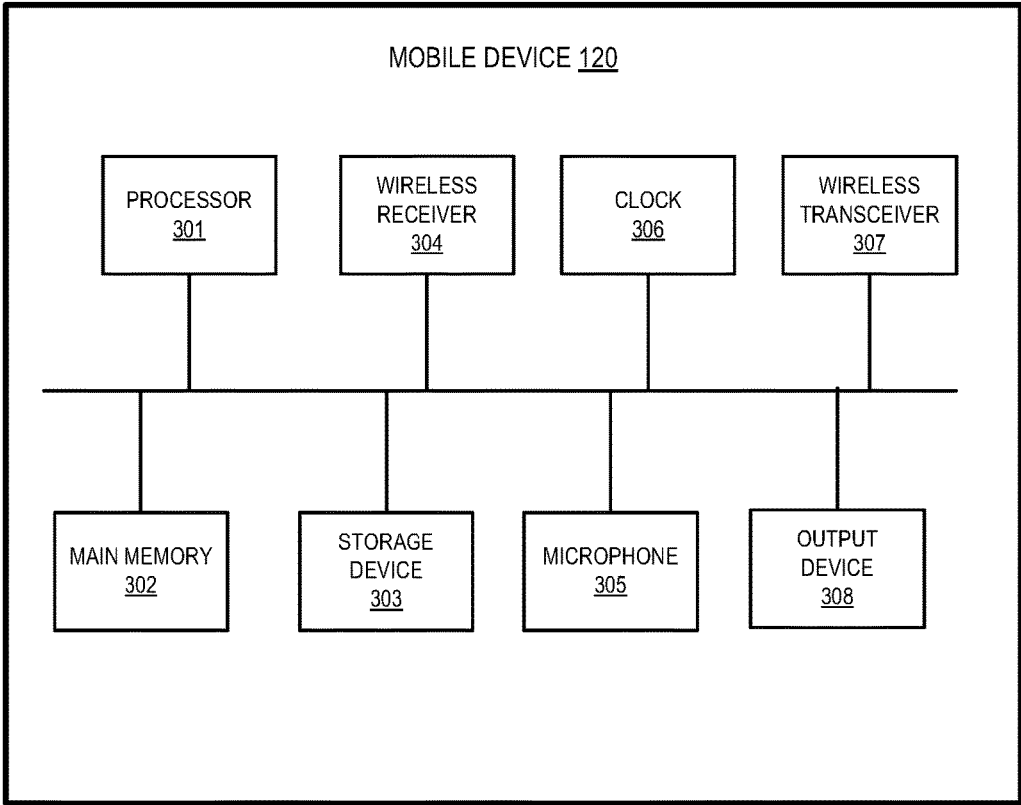 MOBILE DEVICE 120
PROCESSOR
301
WIRELESS
RECEIVER
304
CLOCK
306
WIRELESS
TRANSCEIVER
307
MAIN MEMORY
302
STORAGE
DEVICE
303
MICROPHONE
305
OUTPUT
DEVICE
308